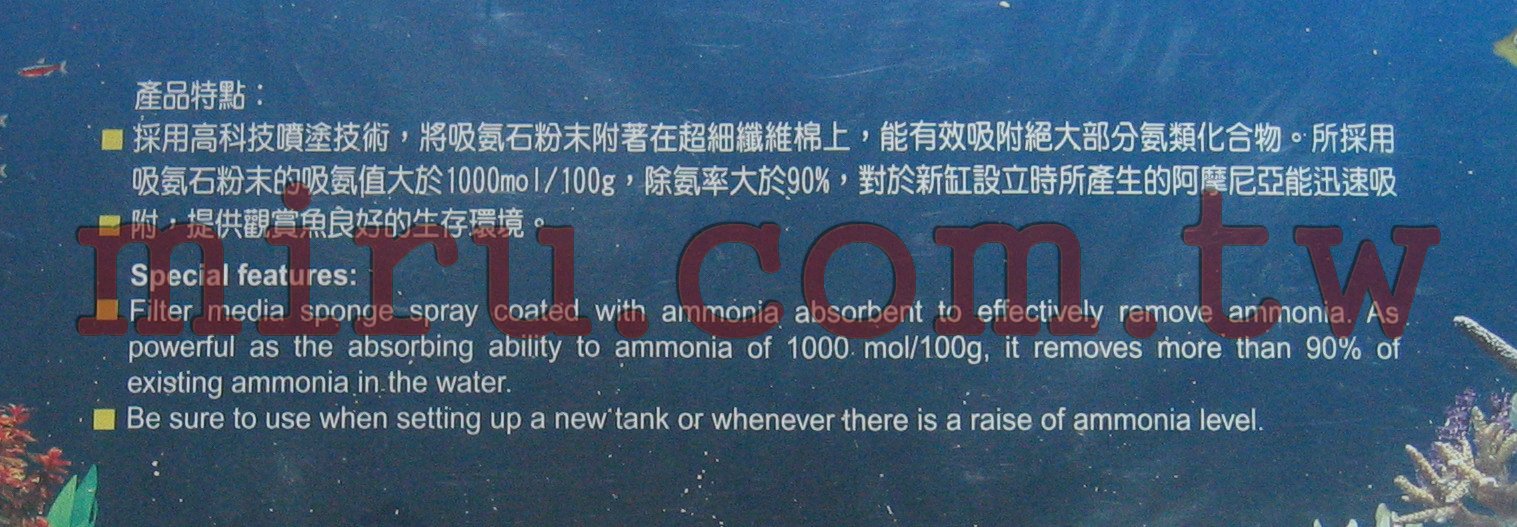 產品特點：
採用高科技噴塗技術，將吸氨石粉末附著在超細纖維棉上，能有效吸附絕大部分氨類化合物。所採用
吸氨石粉末的吸氨值大於1000mol/100g，除氨率大於90%，對於新缸設立時所產生的阿摩尼亞能迅速吸
附，提供觀賞魚良好的生存環境。
miru.com.tw
Special features:
Filter media sponge spray coated with ammonia absorbent to effectively remove ammonia. As
powerful as the absorbing ability to ammonia of 1000 mol/100g, it removes more than 90% of
existing ammonia in the water.
Be sure to use when setting up a new tank or whenever there is a raise of ammonia level.